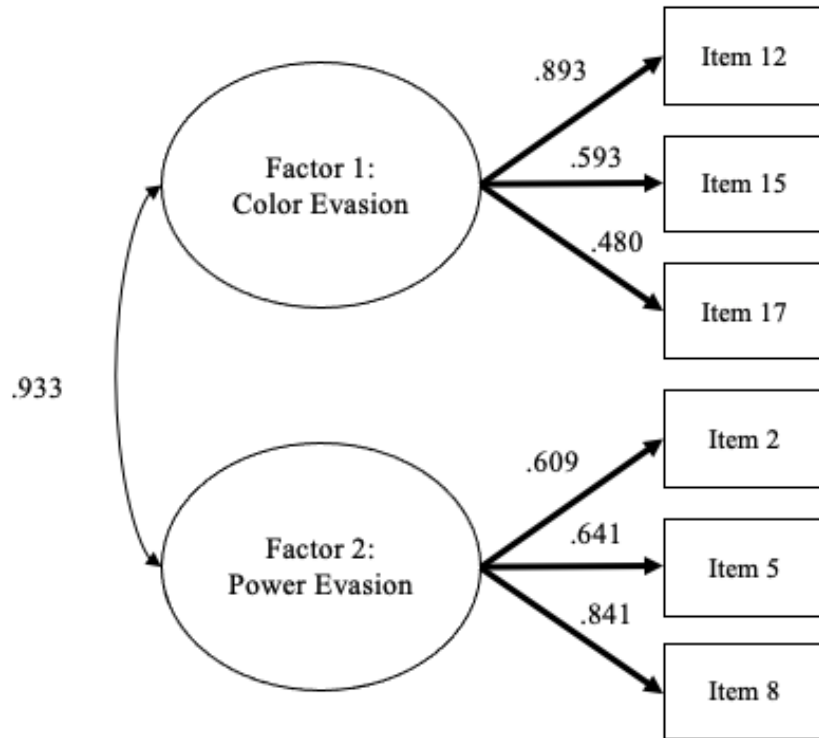 Item 12
.893
Factor 1:
Color Evasion
.593
Item 15
.480
Item 17
.933
Item 2
.609
Factor 2:
Power Evasion
.641
Item 5
.841
Item 8